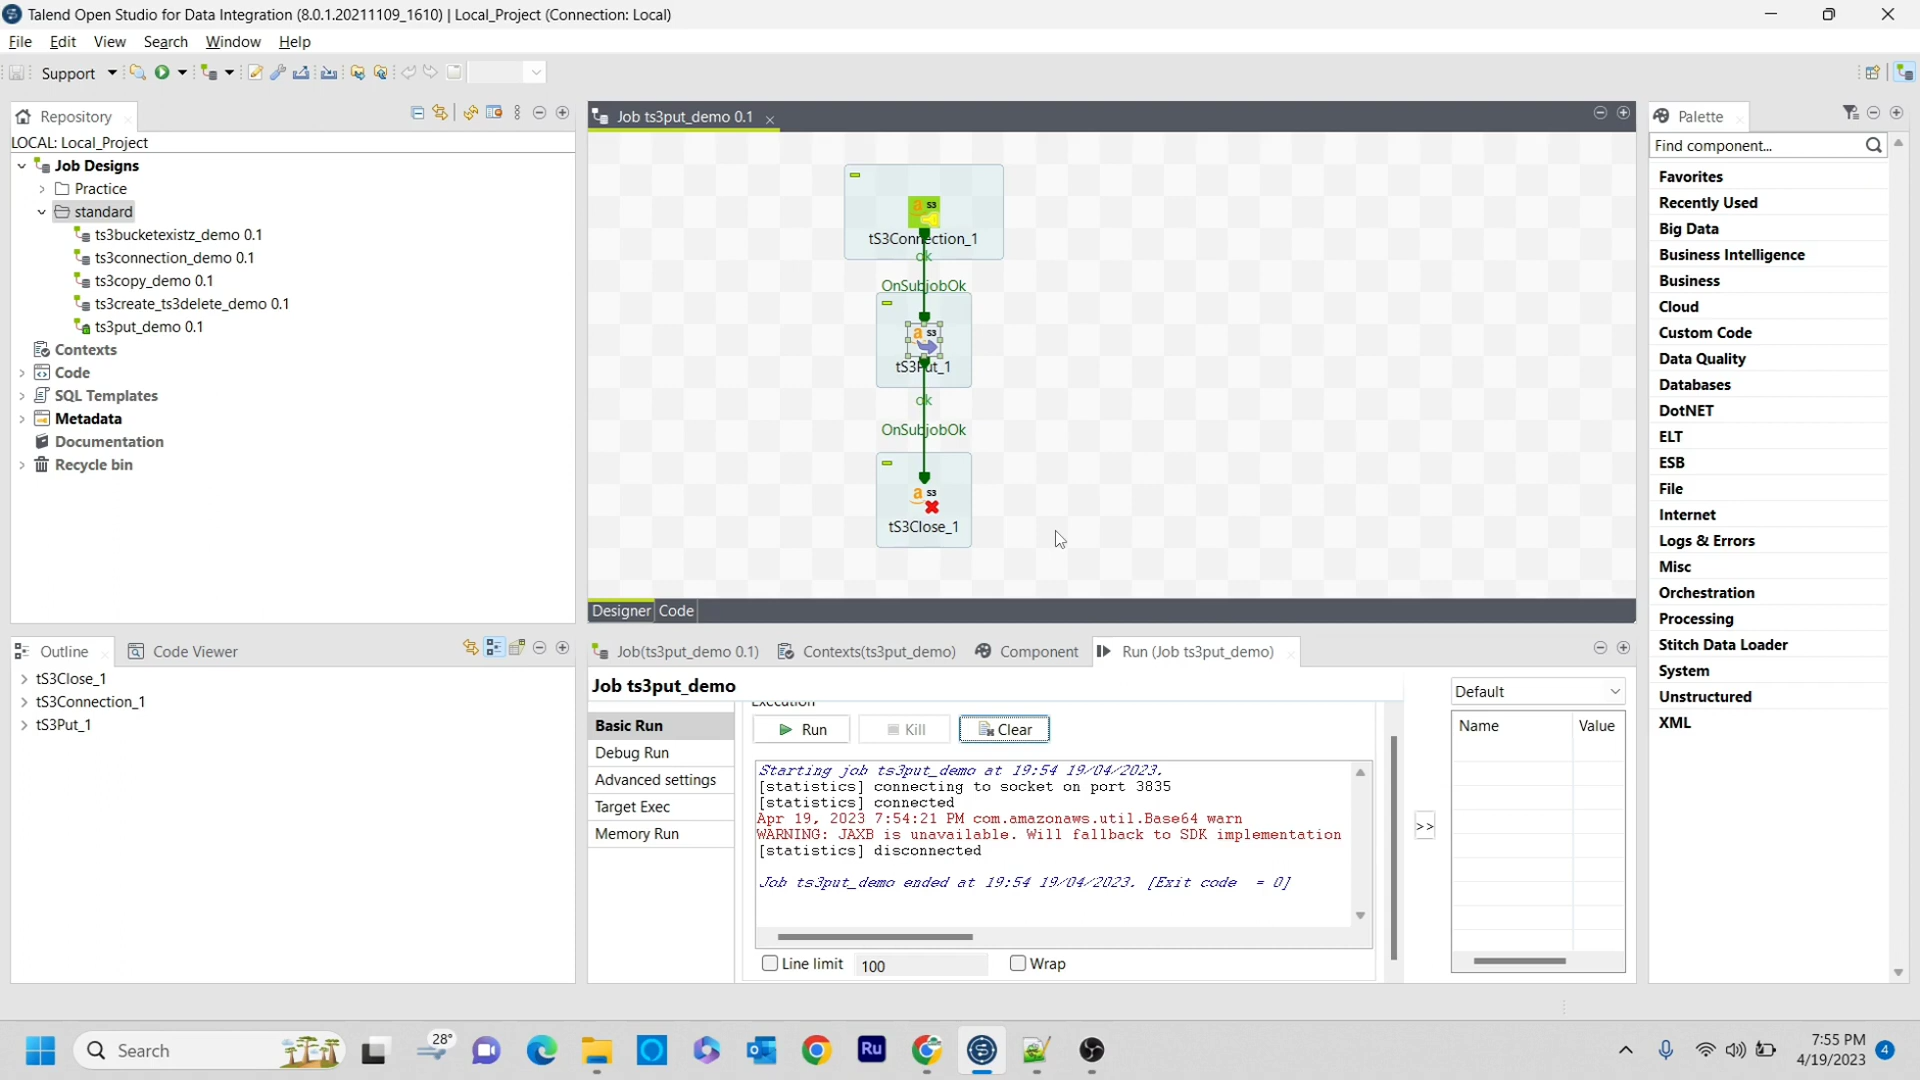 Talend Open Studio for Data Integration (8.0.1.20211109_1610) | Local_Project (Connection: Local)
File Edit View Search Window Help
Support
Repository
LOCAL: Local_Project
Job Designs
Practice
standard
ts3bucketexistz_demo 0.1
ts3connection_demo 0.1
ts3copy_demo 0.1
ts3create_ts3delete_demo 0.1
ts3put_demo 0.1
Contexts
Code
SQL Templates
Metadata
Documentation
Recycle bin
Job ts3put_demo 0.1
a S3
tS3Connection_1
ok
OnSubjobOk
a S3
tS3Put_1
ok
OnSubjobOk
a S3
tS3Close_1
Designer Code
Palette
Find component...
Favorites
Recently Used
Big Data
Business Intelligence
Business
Cloud
Custom Code
Data Quality
Databases
DotNET
ELT
ESB
File
Internet
Logs & Errors
Misc
Orchestration
Processing
Stitch Data Loader
System
Unstructured
XML
Outline Code Viewer
tS3Close_1
tS3Connection_1
tS3Put_1
Job(ts3put_demo 0.1) Contexts(ts3put_demo) Component Run (Job ts3put_demo)
Job ts3put_demo
Basic Run
Debug Run
Advanced settings
Target Exec
Memory Run
Execution
Run Kill Clear
Starting job ts3put_demo at 19:54 19/04/2023.
[statistics] connecting to socket on port 3835
[statistics] connected
Apr 19, 2023 7:54:21 PM com.amazonaws.util.Base64 warn
WARNING: JAXB is unavailable. Will fallback to SDK implementation
[statistics] disconnected
Job ts3put_demo ended at 19:54 19/04/2023. [Exit code = 0]
Line limit 100 Wrap
>>
Default
Name Value
Search
28°
Ru
7:55 PM
4/19/2023
4